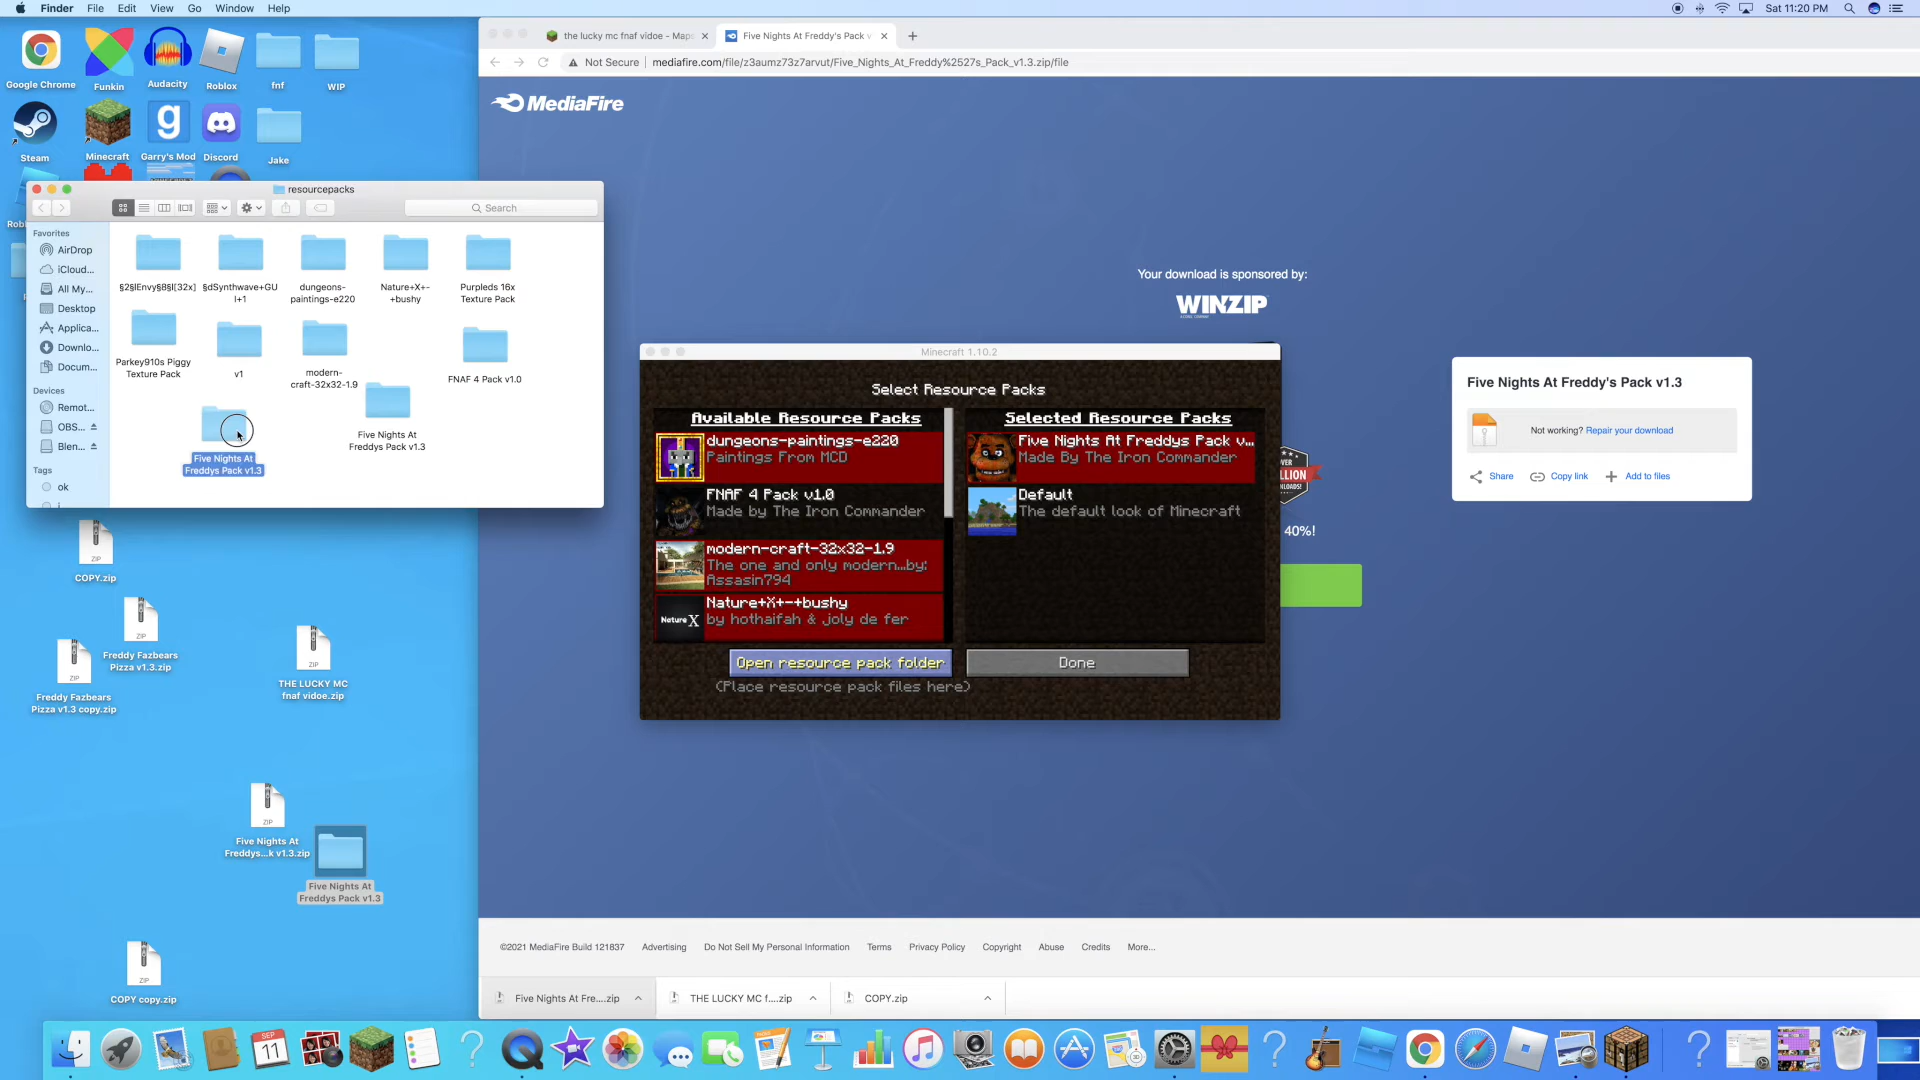 Finder File Edit View Go Window Help
Sat 11:20 PM
Google Chrome
Funkin
Audacity
Roblox
fnf
WIP
Steam
Minecraft
Garry's Mod
Discord
Jake
the lucky mc fnaf vidoe - Map
Five Nights At Freddy's Pack v
Not Secure
mediafire.com/file/z3aumz73z7arvut/Five_Nights_At_Freddy%2527s_Pack_v1.3.zip/file
MediaFire
resourcepacks
Search
Favorites
AirDrop
iCloud...
All My...
Desktop
Applica...
Downlo...
Docum...
Devices
Remot...
OBS...
Blen...
Tags
ok
§2§lEnvy§8§l[32x]
§dSynthwave+GU
I+1
dungeons-
paintings-e220
Nature+X+-
+bushy
Purpleds 16x
Texture Pack
Parkey910s Piggy
Texture Pack
v1
modern-
craft-32x32-1.9
FNAF 4 Pack v1.0
Five Nights At
Freddys Pack v1.3
Five Nights At
Freddys Pack v1.3
COPY.zip
Freddy Fazbears
Pizza v1.3.zip
Freddy Fazbears
Pizza v1.3 copy.zip
THE LUCKY MC
fnaf vidoe.zip
Five Nights At
Freddys...k v1.3.zip
Five Nights At
Freddys Pack v1.3
COPY copy.zip
Your download is sponsored by:
WINZIP
Minecraft 1.10.2
Select Resource Packs
Available Resource Packs
dungeons-paintings-e220
Paintings From MCD
FNAF 4 Pack v1.0
Made by The Iron Commander
modern-craft-32x32-1.9
The one and only modern...by:
Assasin794
Nature+X+-+bushy
by hothaifah & joly de fer
Nature X
Selected Resource Packs
Five Nights At Freddys Pack v...
Made By The Iron Commander
Default
The default look of Minecraft
Open resource pack folder
Done
(Place resource pack files here)
40%!
Five Nights At Freddy's Pack v1.3
Not working? Repair your download
Share
Copy link
Add to files
©2021 MediaFire Build 121837
Advertising
Do Not Sell My Personal Information
Terms
Privacy Policy
Copyright
Abuse
Credits
More...
Five Nights At Fre....zip
THE LUCKY MC f....zip
COPY.zip
SEP
11